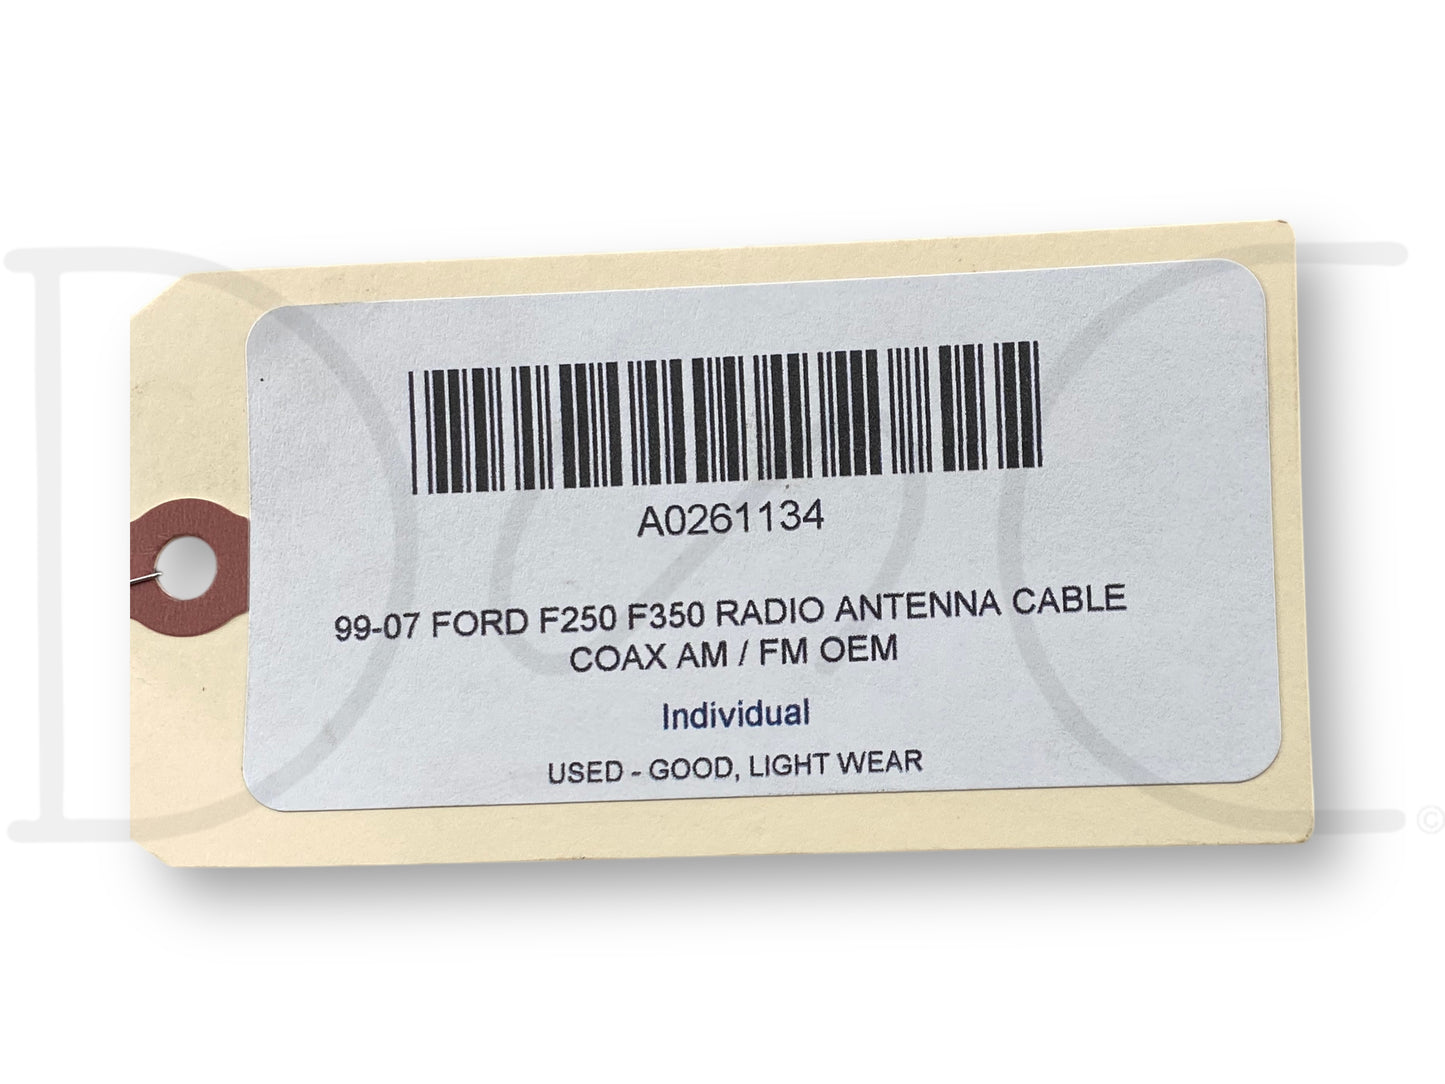 A0261134
99-07 FORD F250 F350 RADIO ANTENNA CABLE
COAX AM / FM OEM
Individual
USED - GOOD, LIGHT WEAR
©